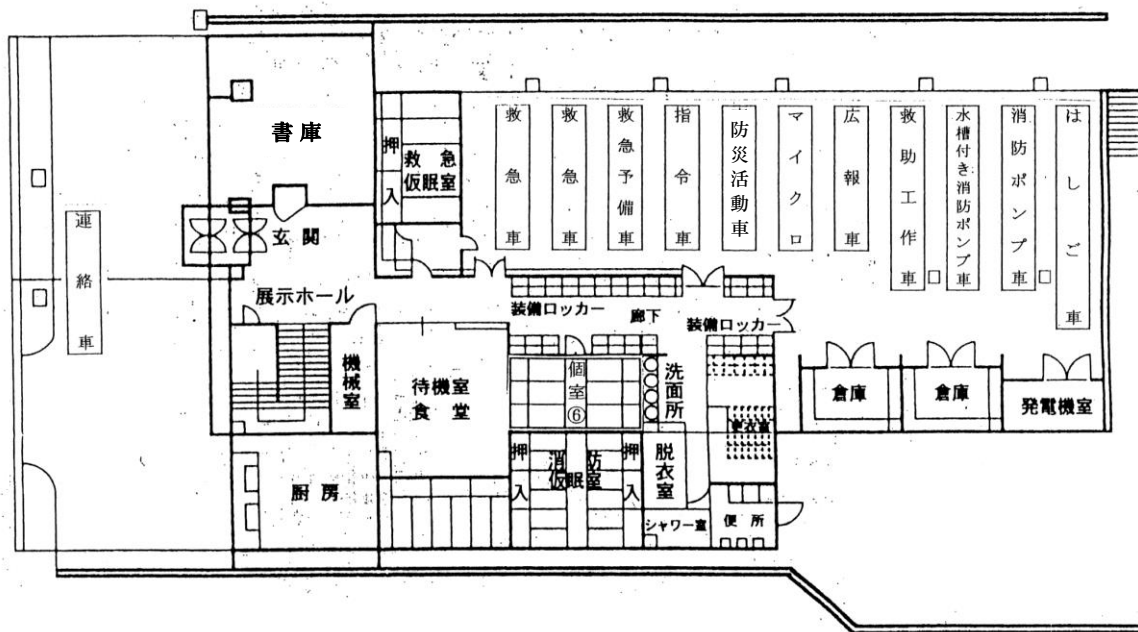 書庫
押入
救急
仮眠室
救急車
救急車
救急予備車
指令車
防災活動車
マイクロ
広報車
救助工作車
水槽付き消防ポンプ車
消防ポンプ車
はしご車
連絡車
玄関
展示ホール
装備ロッカー
廊下
装備ロッカー
機械室
待機室
食堂
個室⑥
洗面所
更衣室
倉庫
倉庫
発電機室
厨房
押入
消防
仮眠室
押入
脱衣室
シャワー室
便所